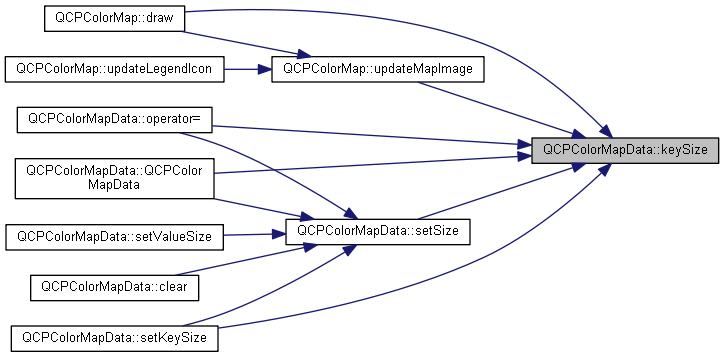 QCPColorMap::draw
QCPColorMap::updateLegendIcon
QCPColorMap::updateMapImage
QCPColorMapData::operator=
QCPColorMapData::keySize
QCPColorMapData::QCPColor
MapData
QCPColorMapData::setValueSize
QCPColorMapData::setSize
QCPColorMapData::clear
QCPColorMapData::setKeySize